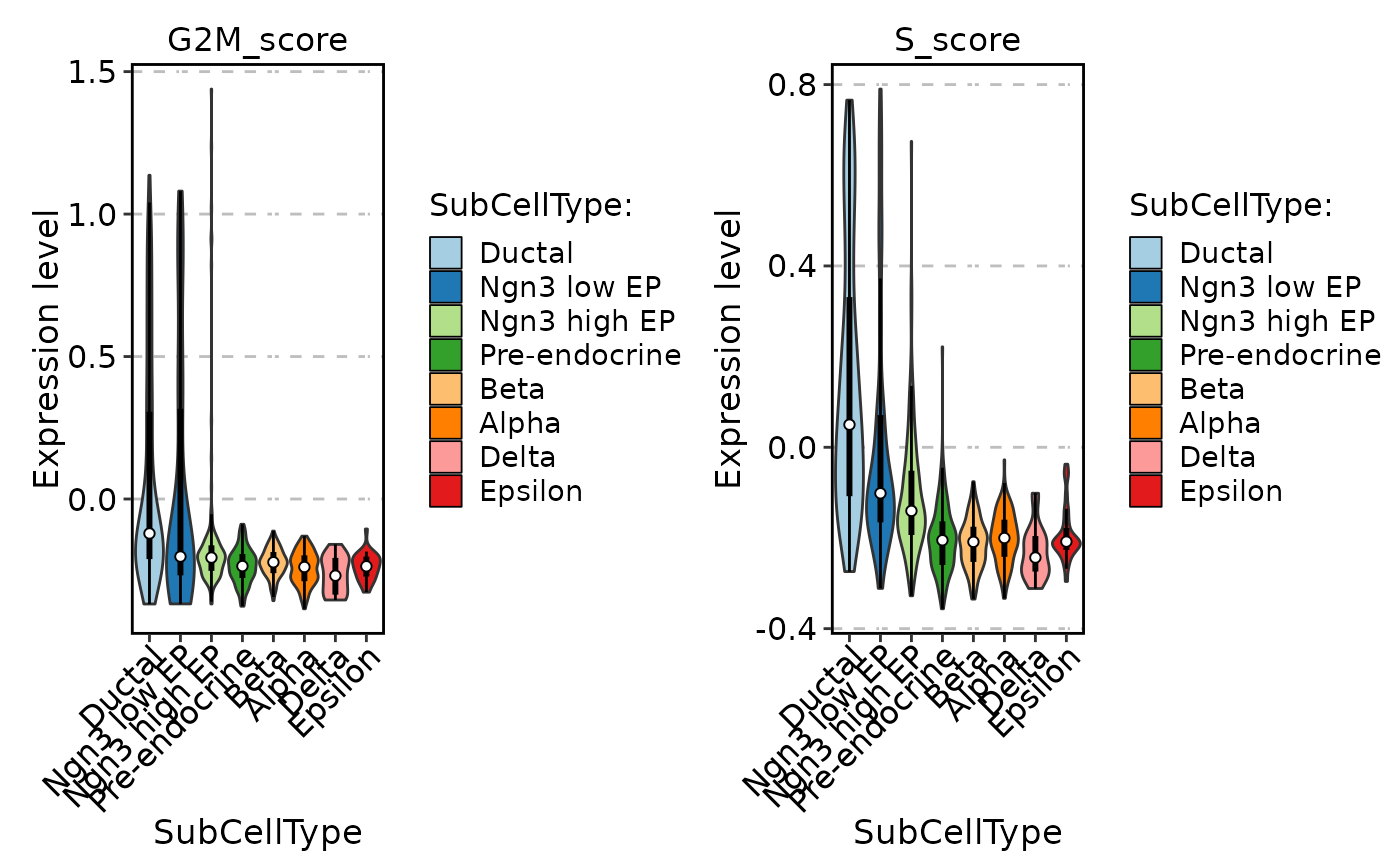 G2M_score
1.5
1.0
0.5
0.0
Expression level
Ductal
Ngn3 low EP
Ngn3 high EP
Pre-endocrine
Beta
Alpha
Delta
Epsilon
SubCellType
SubCellType:
Ductal
Ngn3 low EP
Ngn3 high EP
Pre-endocrine
Beta
Alpha
Delta
Epsilon
S_score
0.8
0.4
0.0
-0.4
Expression level
Ductal
Ngn3 low EP
Ngn3 high EP
Pre-endocrine
Beta
Alpha
Delta
Epsilon
SubCellType
SubCellType:
Ductal
Ngn3 low EP
Ngn3 high EP
Pre-endocrine
Beta
Alpha
Delta
Epsilon